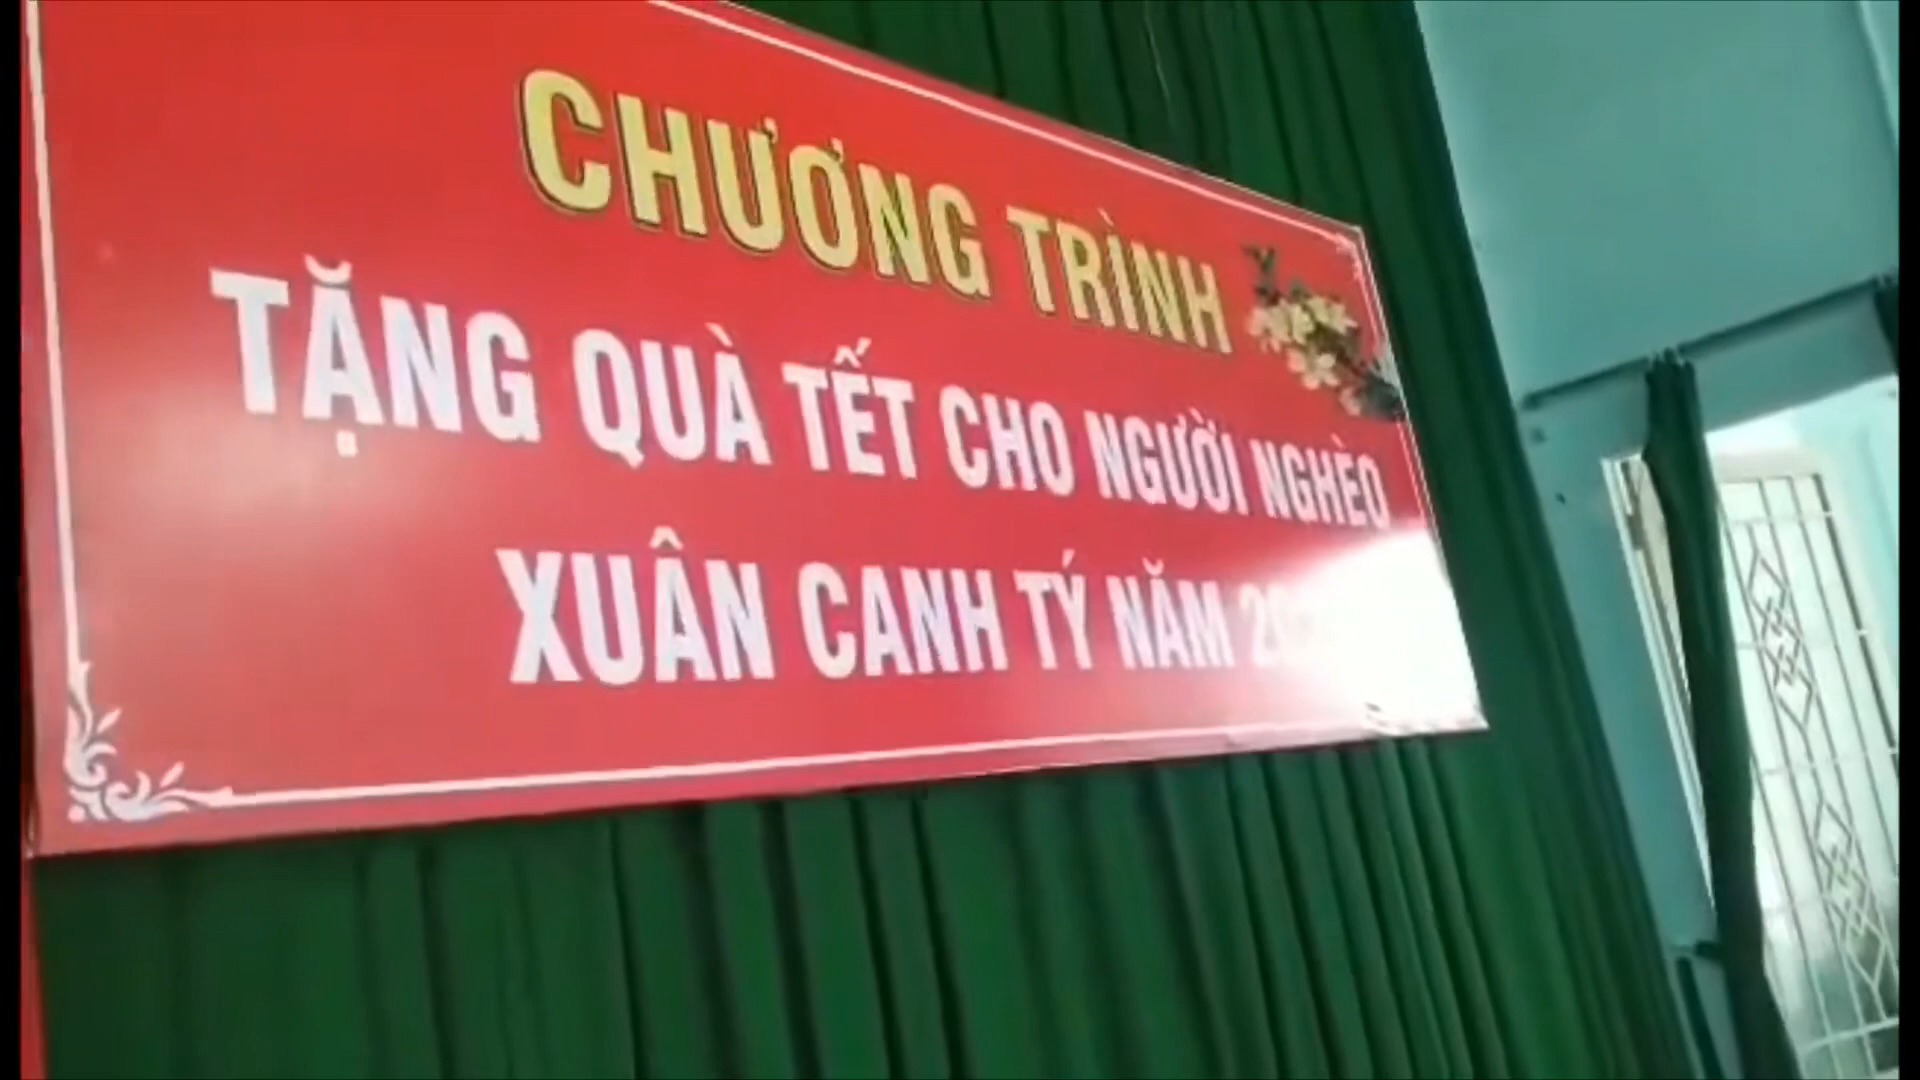 CHƯƠNG TRÌNH
TẶNG QUÀ TẾT CHO NGƯỜI NGHÈO
XUÂN CANH TÝ NĂM